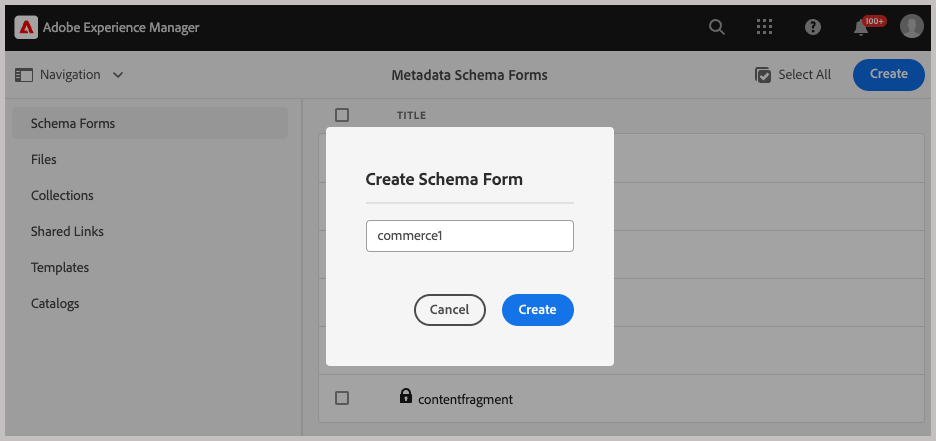 Adobe Experience Manager
100+
Navigation
Metadata Schema Forms
Select All
Create
Schema Forms
Files
Collections
Shared Links
Templates
Catalogs
TITLE
Create Schema Form
commerce1
Cancel
Create
contentfragment